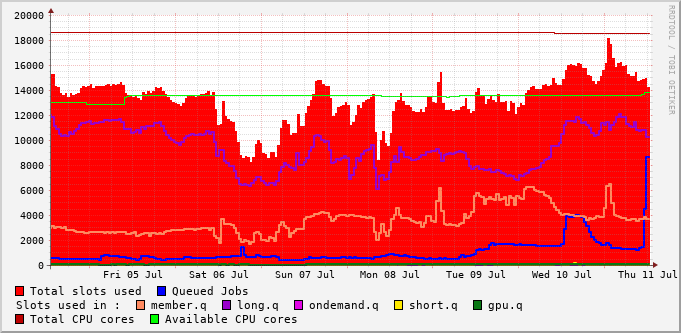 20000
18000
16000
14000
12000
10000
8000
6000
4000
2000
0
Fri 05 Jul Sat 06 Jul Sun 07 Jul Mon 08 Jul Tue 09 Jul Wed 10 Jul Thu 11 Jul
RRDTOOL / TOBI OETIKER
Total slots used Queued Jobs
Slots used in : member.q long.q ondemand.q short.q gpu.q
Total CPU cores Available CPU cores